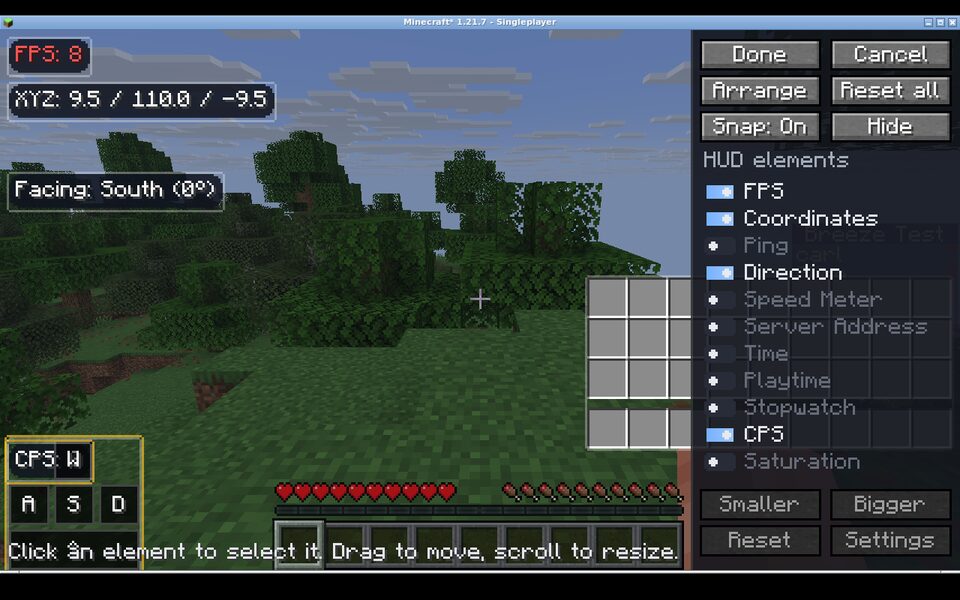 Minecraft* 1.21.7 - Singleplayer
FPS: 8
XYZ: 9.5 / 110.0 / -9.5
Facing: South (0°)
CPS: W
A S D
Click an element to select it. Drag to move, scroll to resize.
Done Cancel
Arrange Reset all
Snap: On Hide
HUD elements
FPS
Coordinates
Ping
Direction
Speed Meter
Server Address
Time
Playtime
Stopwatch
CPS
Saturation
Smaller Bigger
Reset Settings